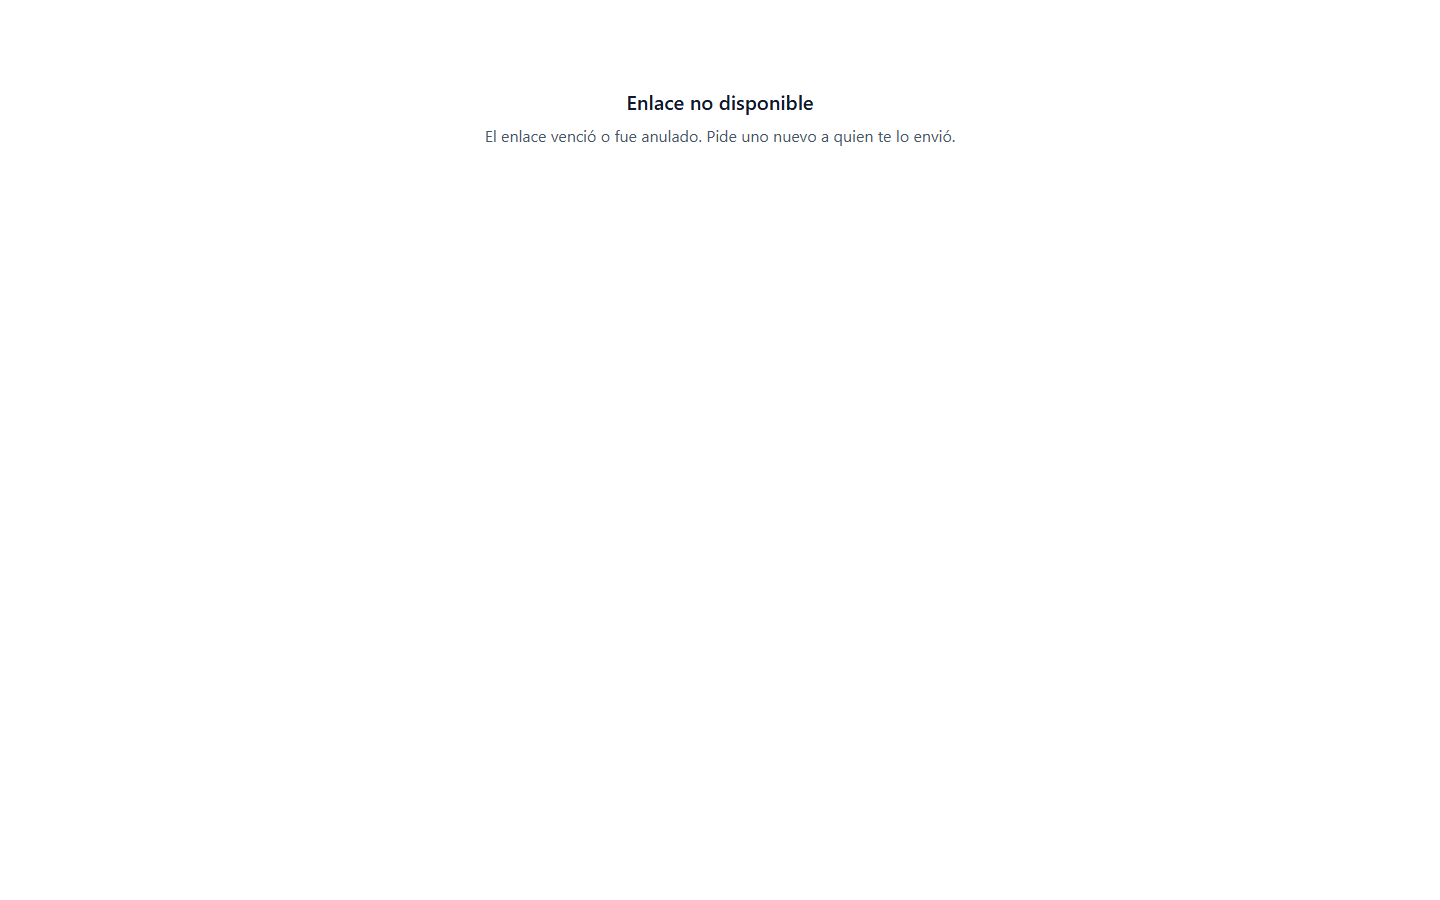 Enlace no disponible
El enlace venció o fue anulado. Pide uno nuevo a quien te lo envió.